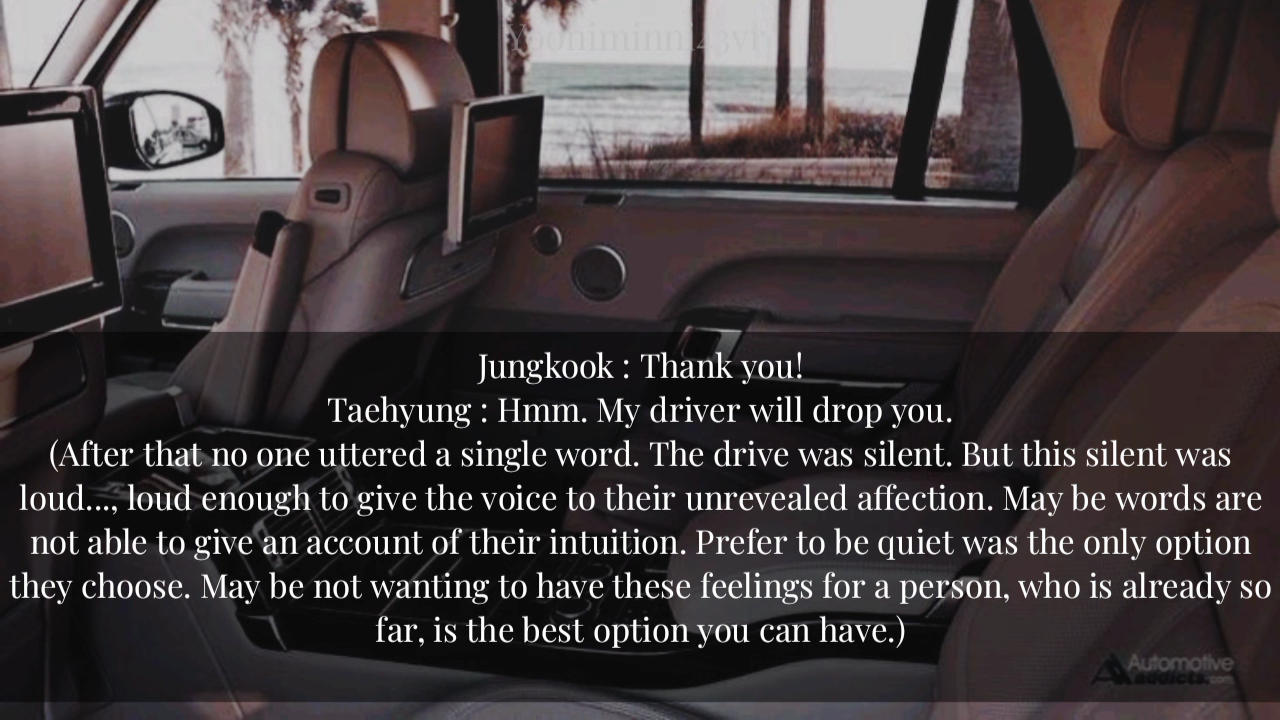 Jungkook : Thank you!
Taehyung : Hmm. My driver will drop you.
(After that no one uttered a single word. The drive was silent. But this silent was
loud..., loud enough to give the voice to their unrevealed affection. May be words are
not able to give an account of their intuition. Prefer to be quiet was the only option
they choose. May be not wanting to have these feelings for a person, who is already so
far, is the best option you can have.)
Automotive
addicts.com